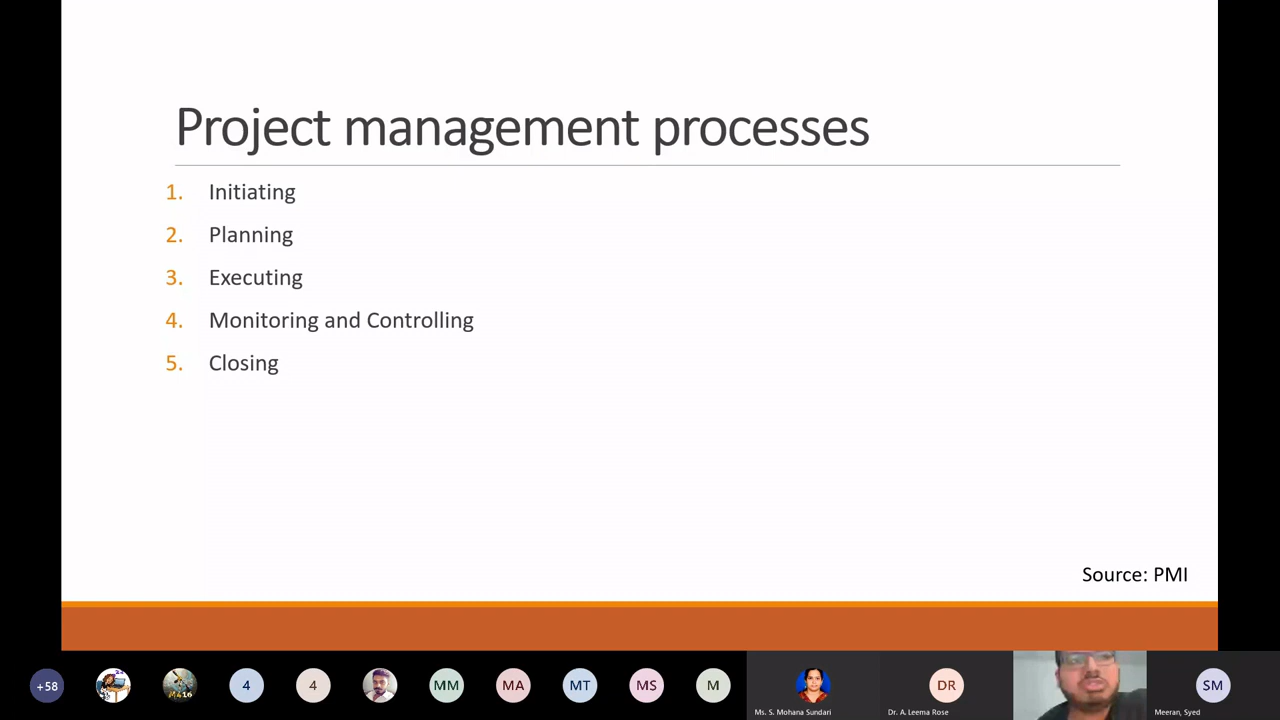 Project management processes
1. Initiating
2. Planning
3. Executing
4. Monitoring and Controlling
5. Closing
Source: PMI
+58
4
4
MM
MA
MT
MS
M
DR
SM
Ms. S. Mohana Sundari
Dr. A. Leema Rose
Meeran, Syed